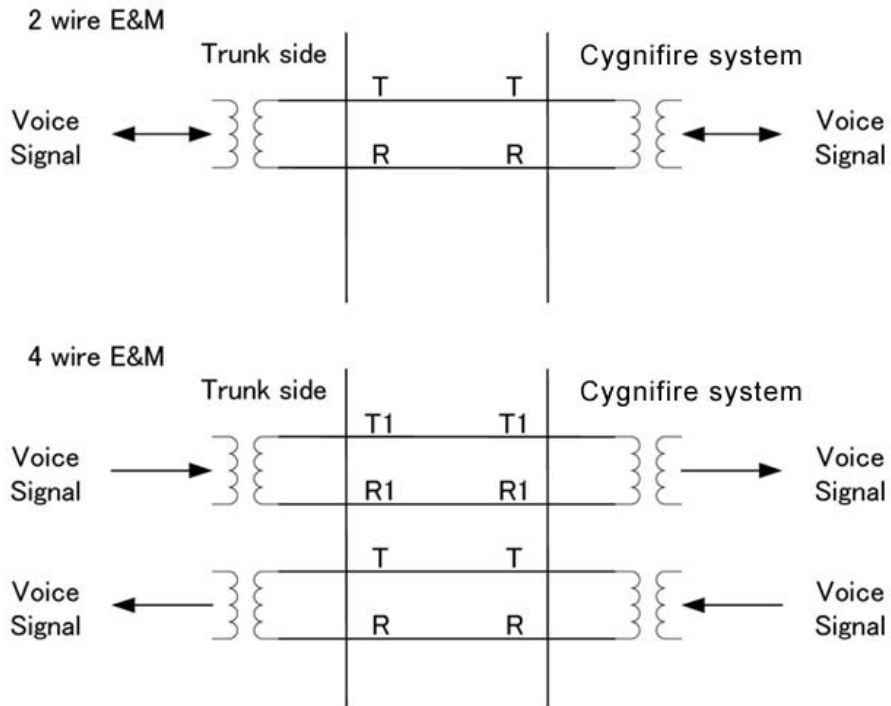 2 wire E&M
Trunk side
Cygnifire system
T
T
Voice
Signal
Voice
Signal
R
R
4 wire E&M
Trunk side
Cygnifire system
T1
T1
Voice
Signal
Voice
Signal
R1
R1
T
T
Voice
Signal
Voice
Signal
R
R